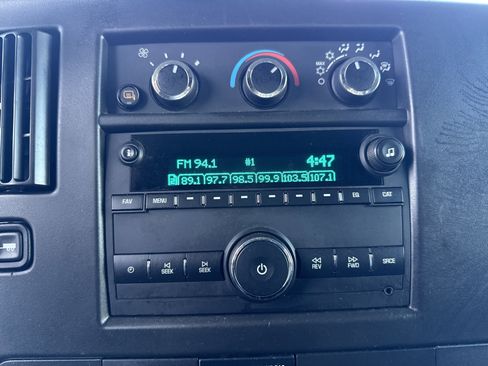 MAX
FM 94.1 #1 4:47
89.1 97.7 98.5 99.9 103.5 107.1
FAV MENU EQ CAT
SEEK SEEK REV FWD SRCE